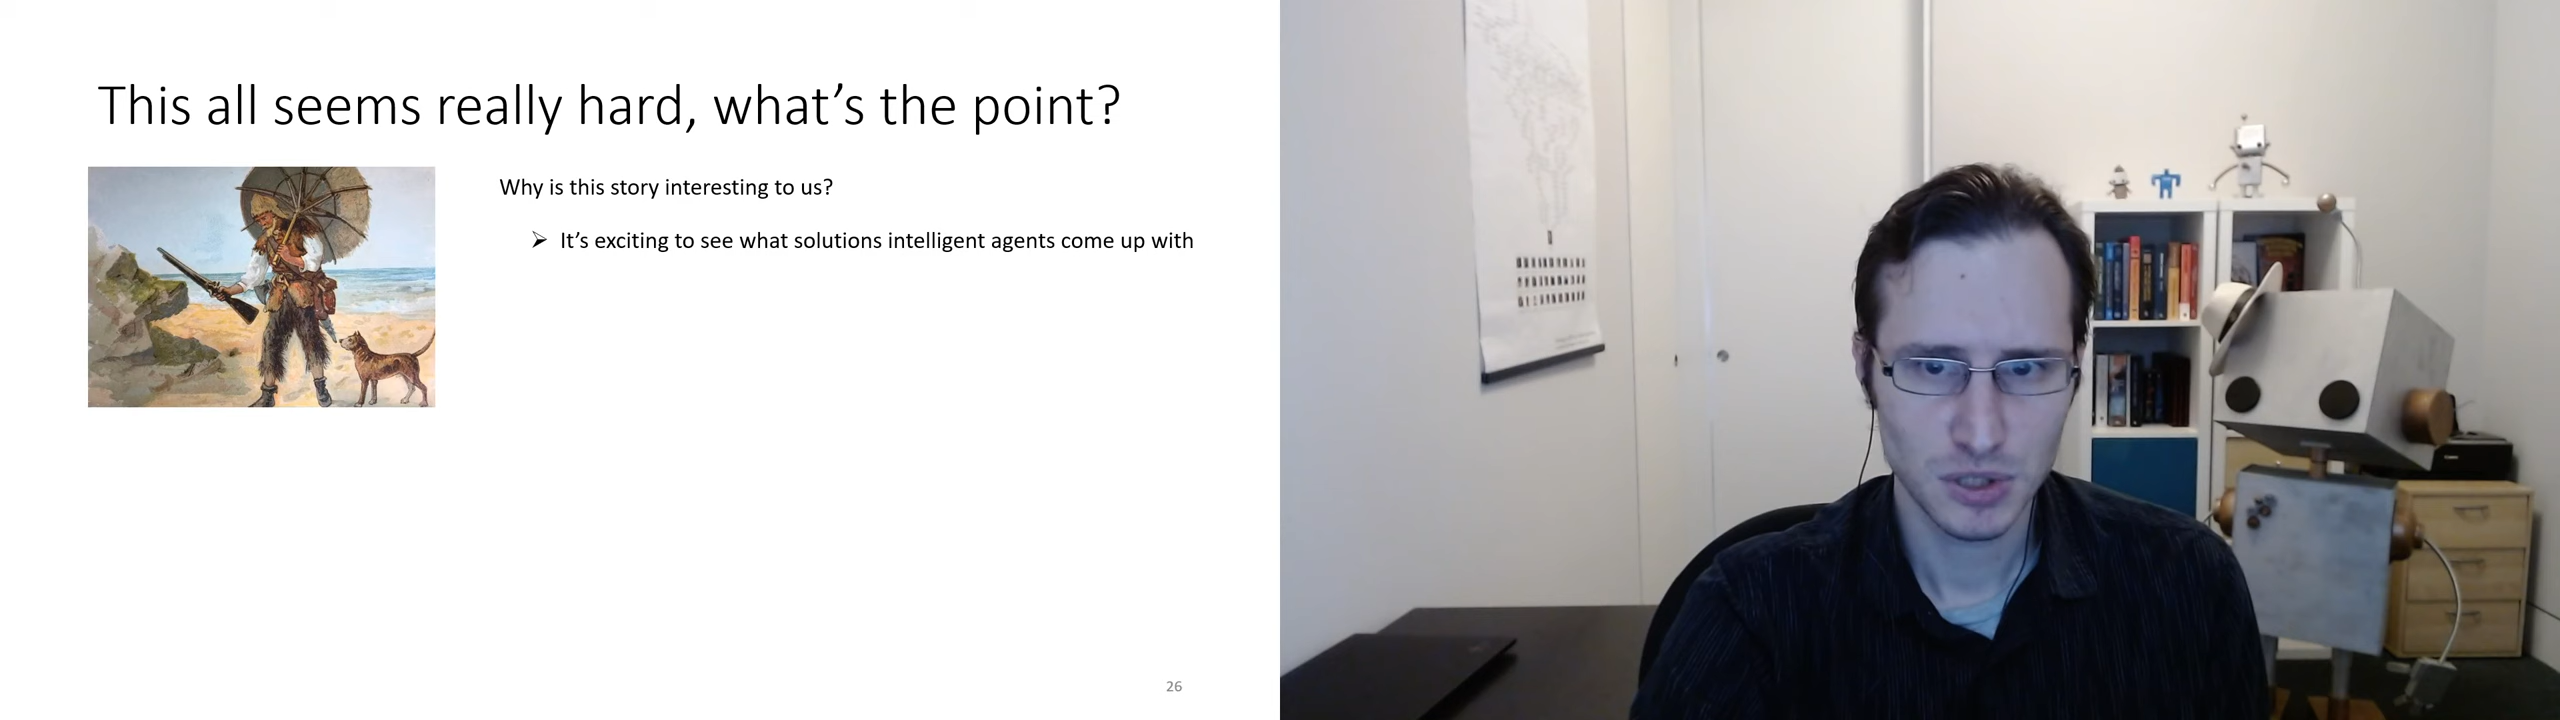 This all seems really hard, what's the point?
Why is this story interesting to us?
➢ It's exciting to see what solutions intelligent agents come up with
26